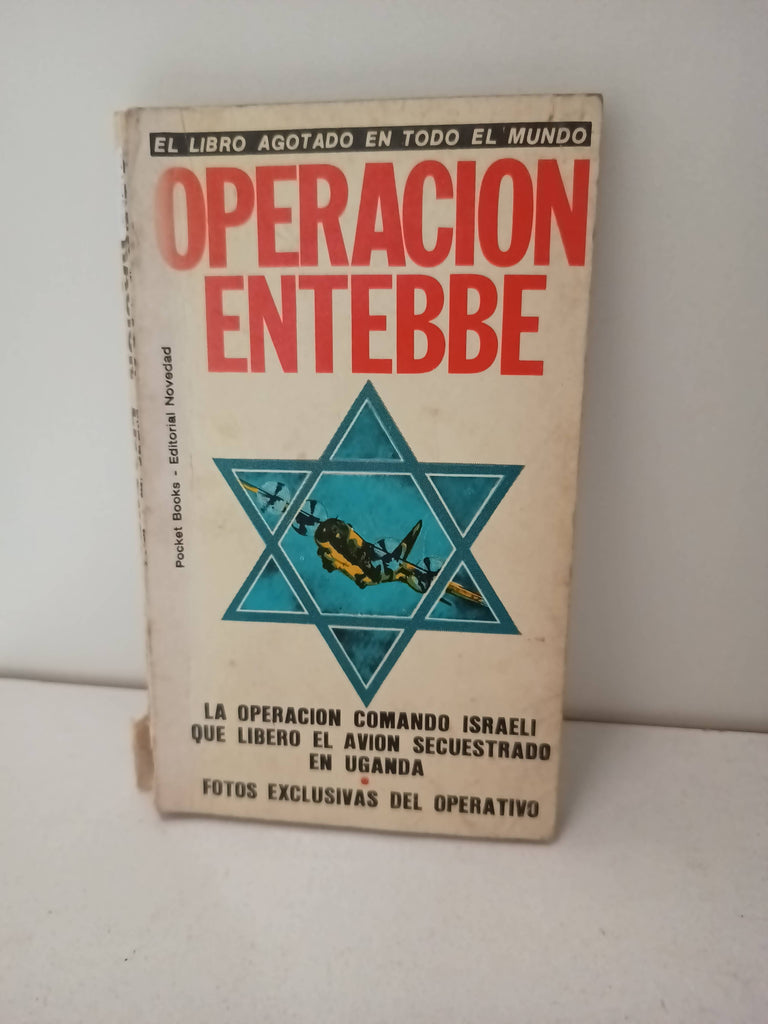 EL LIBRO AGOTADO EN TODO EL MUNDO
OPERACION
ENTEBBE
Pocket Books - Editorial Novedad
LA OPERACION COMANDO ISRAELI
QUE LIBERO EL AVION SECUESTRADO
EN UGANDA
FOTOS EXCLUSIVAS DEL OPERATIVO